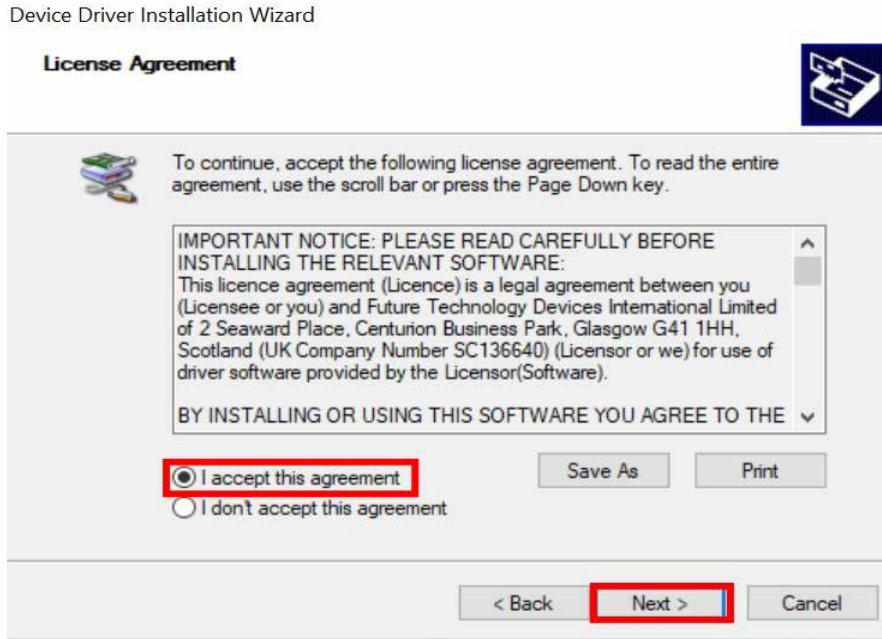 Device Driver Installation Wizard
License Agreement
To continue, accept the following license agreement. To read the entire
agreement, use the scroll bar or press the Page Down key.
IMPORTANT NOTICE: PLEASE READ CAREFULLY BEFORE
INSTALLING THE RELEVANT SOFTWARE:
This licence agreement (Licence) is a legal agreement between you
(Licensee or you) and Future Technology Devices International Limited
of 2 Seaward Place, Centurion Business Park, Glasgow G41 1HH,
Scotland (UK Company Number SC136640) (Licensor or we) for use of
driver software provided by the Licensor(Software).
BY INSTALLING OR USING THIS SOFTWARE YOU AGREE TO THE
I accept this agreement
Save As
Print
I don't accept this agreement
< Back
Next >
Cancel